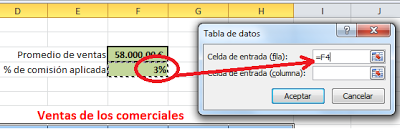 D E F G H I J
Promedio de ventas 58.000,00 €
% de comisión aplicada 3%
Ventas de los comerciales
Tabla de datos
Celda de entrada (fila): =F4
Celda de entrada (columna):
Aceptar Cancelar